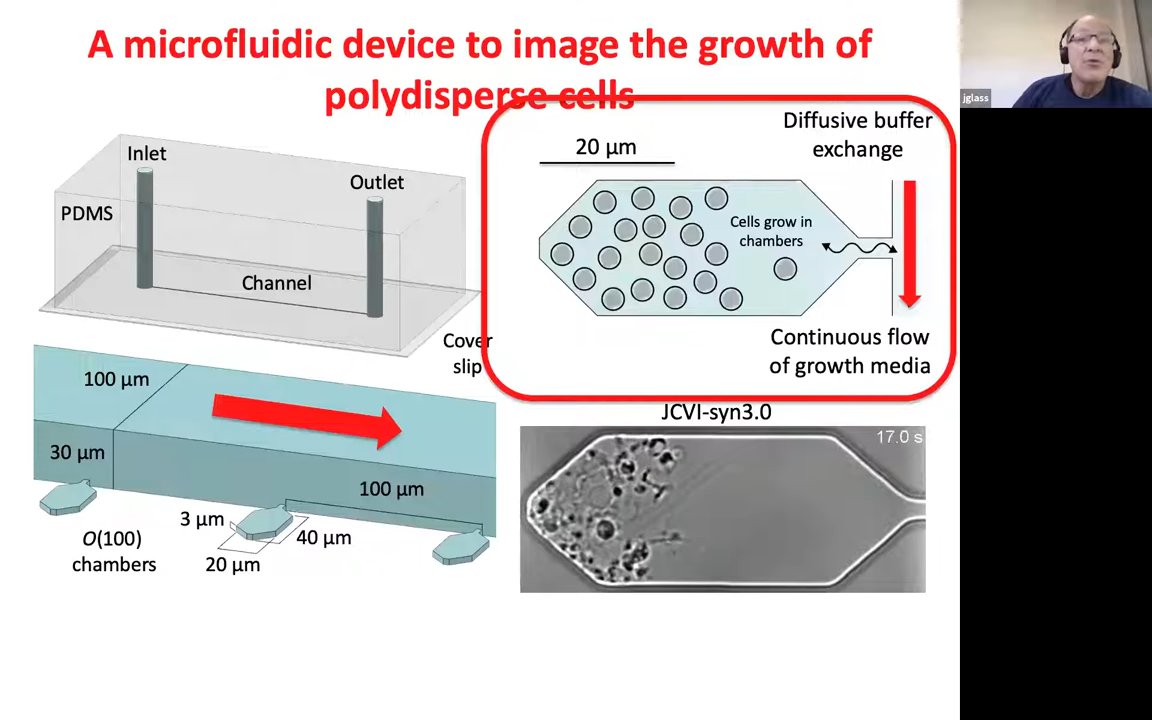 A microfluidic device to image the growth of
polydisperse cells
jglass
Inlet
Outlet
PDMS
Channel
Cover
slip
20 µm
Diffusive buffer
exchange
Cells grow in
chambers
Continuous flow
of growth media
100 µm
30 µm
100 µm
3 µm
40 µm
20 µm
O(100)
chambers
JCVI-syn3.0
17.0 s